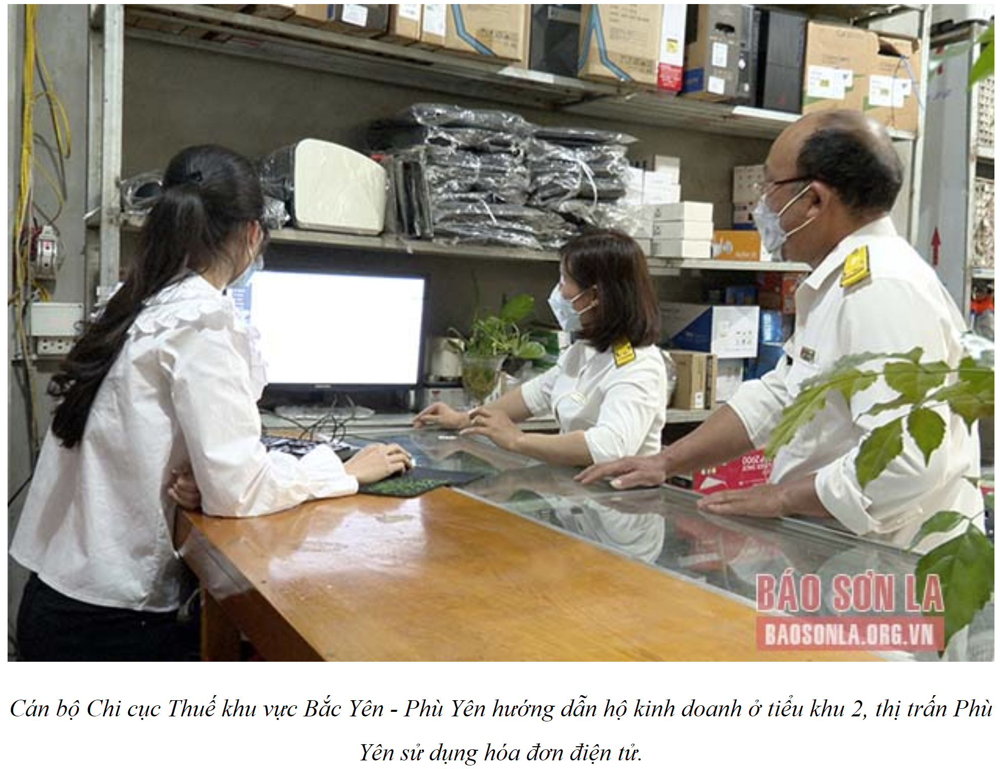 BÁO SƠN LA
BAOSONLA.ORG.VN
Cán bộ Chi cục Thuế khu vực Bắc Yên - Phù Yên hướng dẫn hộ kinh doanh ở tiểu khu 2, thị trấn Phù
Yên sử dụng hóa đơn điện tử.